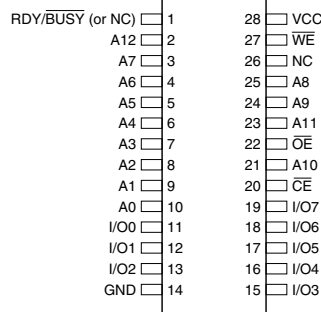 RDY/BUSY (or NC) 1 28 VCC
A12 2 27 WE
A7 3 26 NC
A6 4 25 A8
A5 5 24 A9
A4 6 23 A11
A3 7 22 OE
A2 8 21 A10
A1 9 20 CE
A0 10 19 I/O7
I/O0 11 18 I/O6
I/O1 12 17 I/O5
I/O2 13 16 I/O4
GND 14 15 I/O3